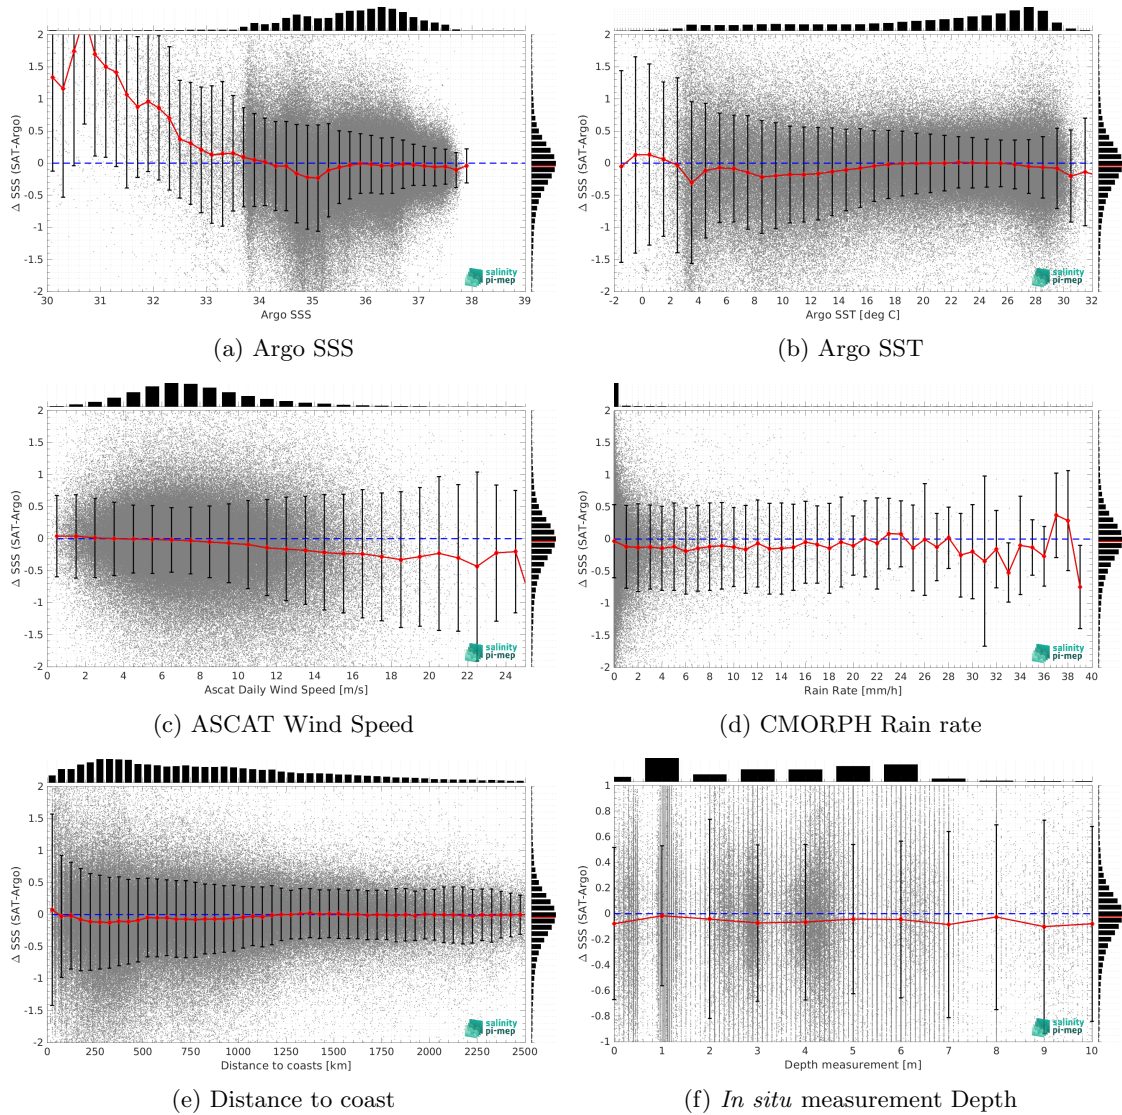 2
1.5
1
0.5
0
-0.5
-1
-1.5
-2
Δ SSS (SAT-Argo)
30 31 32 33 34 35 36 37 38 39
Argo SSS
salinity
pi-mep
(a) Argo SSS
2
1.5
1
0.5
0
-0.5
-1
-1.5
-2
Δ SSS (SAT-Argo)
-2 0 2 4 6 8 10 12 14 16 18 20 22 24 26 28 30 32
Argo SST [deg C]
salinity
pi-mep
(b) Argo SST
2
1.5
1
0.5
0
-0.5
-1
-1.5
-2
Δ SSS (SAT-Argo)
0 2 4 6 8 10 12 14 16 18 20 22 24
Ascat Daily Wind Speed [m/s]
salinity
pi-mep
(c) ASCAT Wind Speed
2
1.5
1
0.5
0
-0.5
-1
-1.5
-2
Δ SSS (SAT-Argo)
0 2 4 6 8 10 12 14 16 18 20 22 24 26 28 30 32 34 36 38 40
Rain Rate [mm/h]
salinity
pi-mep
(d) CMORPH Rain rate
2
1.5
1
0.5
0
-0.5
-1
-1.5
-2
Δ SSS (SAT-Argo)
0 250 500 750 1000 1250 1500 1750 2000 2250 2500
Distance to coasts [km]
salinity
pi-mep
(e) Distance to coast
1
0.8
0.6
0.4
0.2
0
-0.2
-0.4
-0.6
-0.8
-1
Δ SSS (SAT-Argo)
0 1 2 3 4 5 6 7 8 9 10
Depth measurement [m]
salinity
pi-mep
(f) In situ measurement Depth